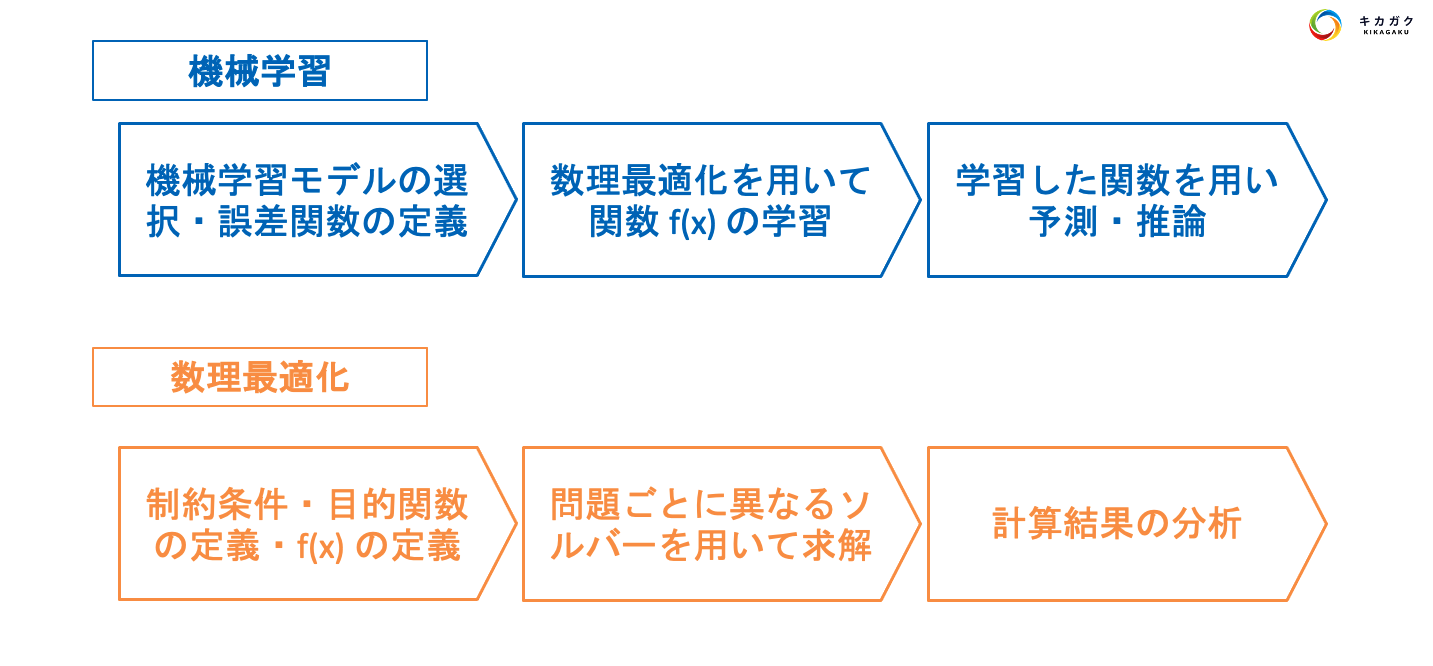 キカガク
KIKAGAKU
機械学習
機械学習モデルの選
択・誤差関数の定義
数理最適化を用いて
関数 f(x) の学習
学習した関数を用い
予測・推論
数理最適化
制約条件・目的関数
の定義・f(x) の定義
問題ごとに異なるソ
ルバーを用いて求解
計算結果の分析